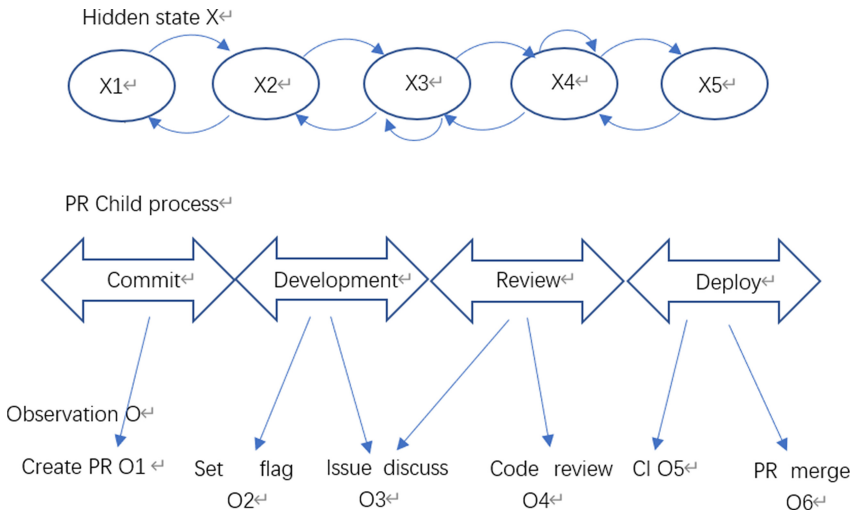 Hidden state X↵
X1↵ X2↵ X3↵ X4↵ X5↵
PR Child process↵
Commit↵ Development↵ Review↵ Deploy↵
Observation O↵
Create PR O1 ↵ Set flag Issue discuss Code review CI O5↵ PR merge
O2↵ O3↵ O4↵ O6↵